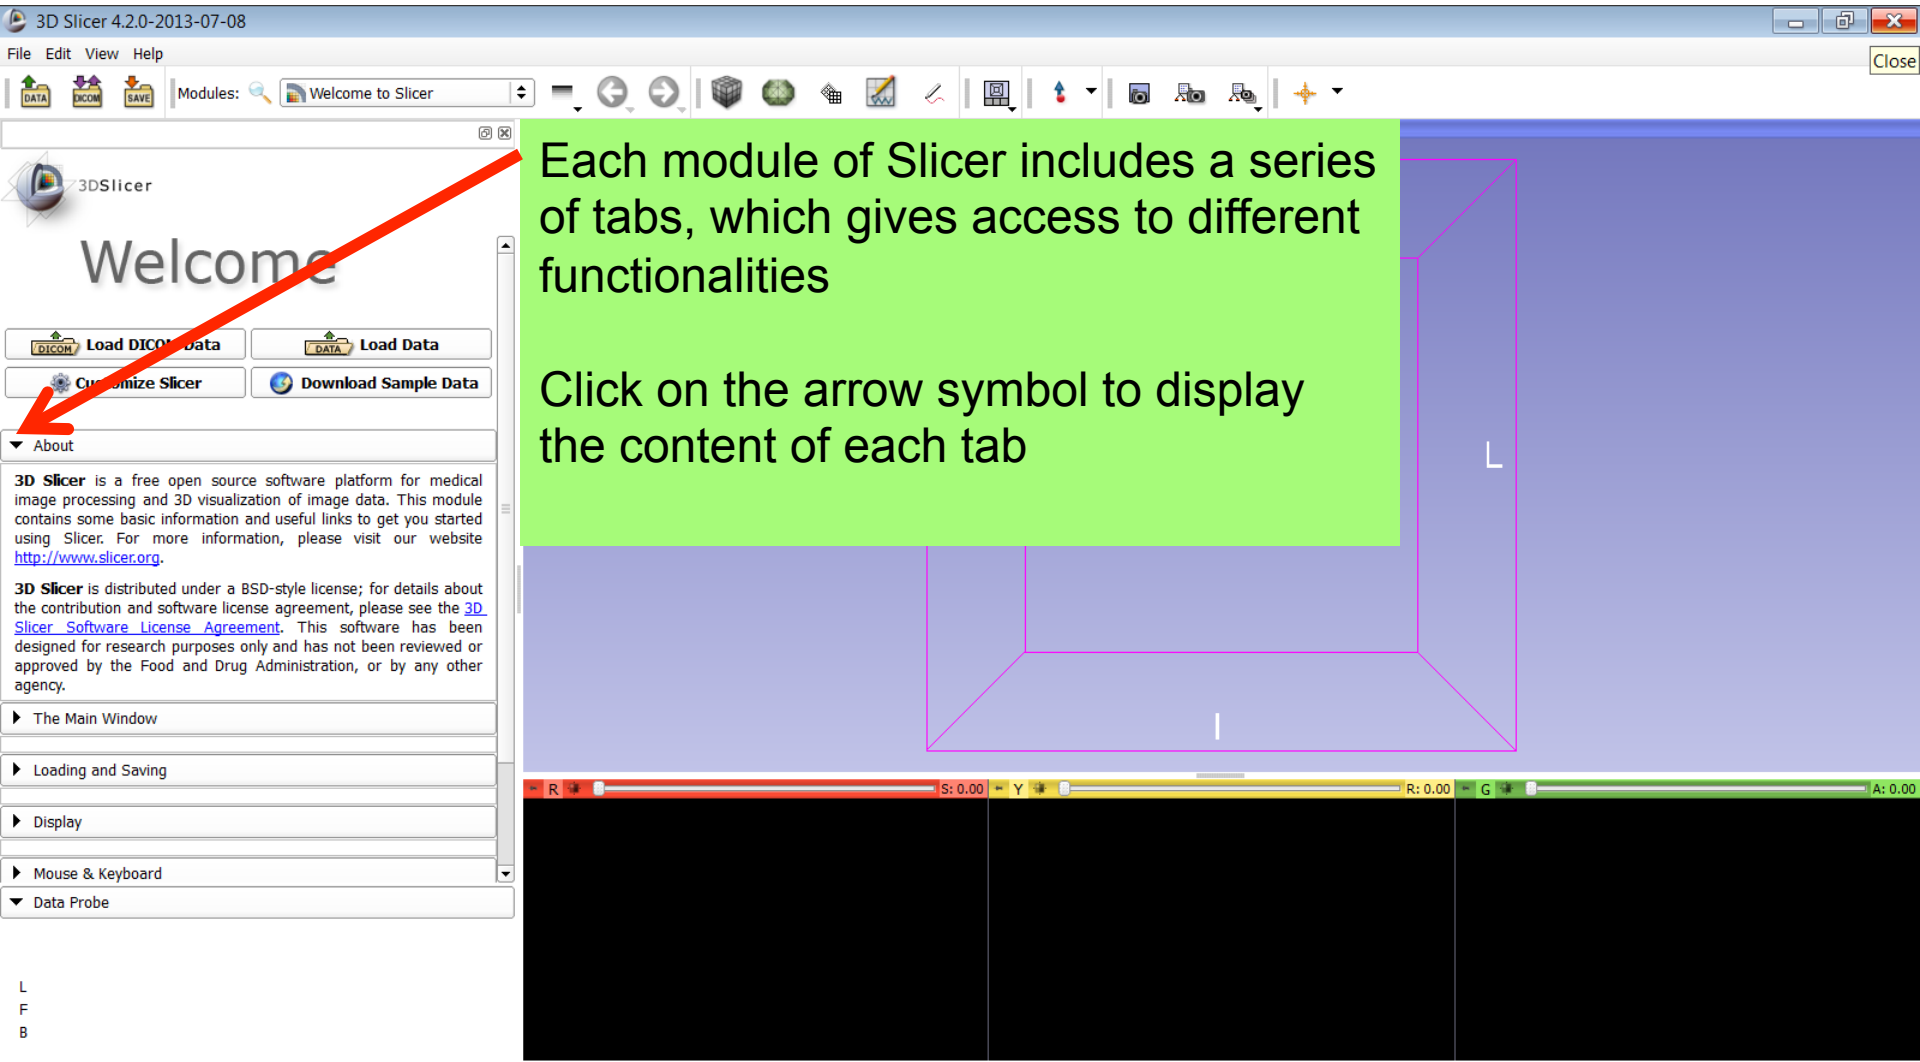 3D Slicer 4.2.0-2013-07-08
File Edit View Help
Close
DATA DICOM SAVE Modules: Welcome to Slicer
3DSlicer
Welcome
DICOM Load DICOM Data DATA Load Data
Customize Slicer Download Sample Data
Each module of Slicer includes a series
of tabs, which gives access to different
functionalities
Click on the arrow symbol to display
the content of each tab
About
3D Slicer is a free open source software platform for medical
image processing and 3D visualization of image data. This module
contains some basic information and useful links to get you started
using Slicer. For more information, please visit our website
http://www.slicer.org.
3D Slicer is distributed under a BSD-style license; for details about
the contribution and software license agreement, please see the 3D
Slicer Software License Agreement. This software has been
designed for research purposes only and has not been reviewed or
approved by the Food and Drug Administration, or by any other
agency.
The Main Window
Loading and Saving
Display
Mouse & Keyboard
Data Probe
L
F
B
L
I
R S: 0.00 Y R: 0.00 G A: 0.00